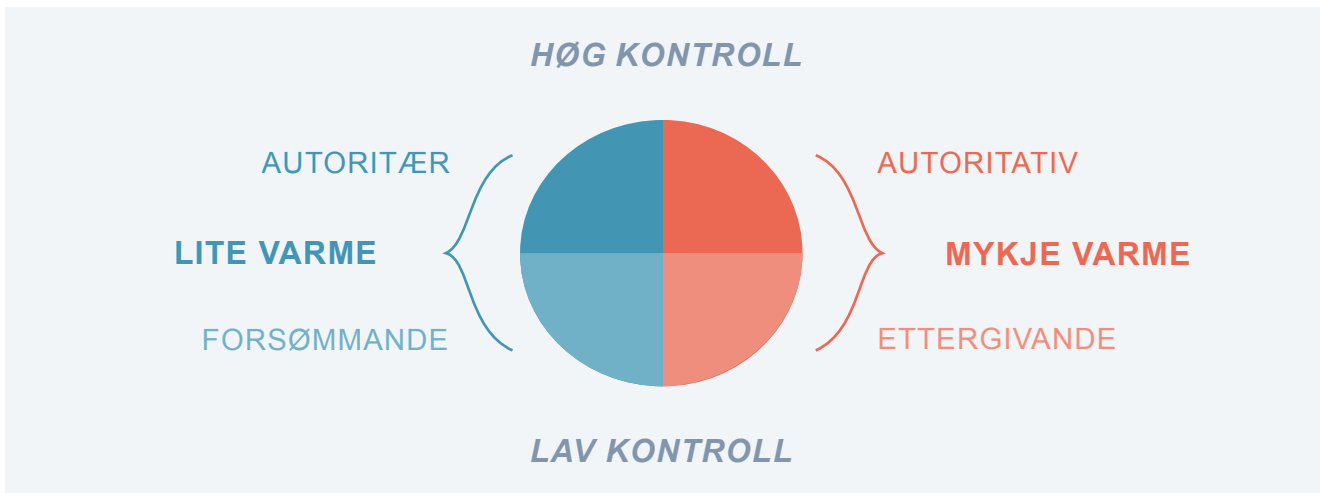 HØG KONTROLL
AUTORITÆR
AUTORITATIV
LITE VARME
MYKJE VARME
FORSØMMANDE
ETTERGIVANDE
LAV KONTROLL